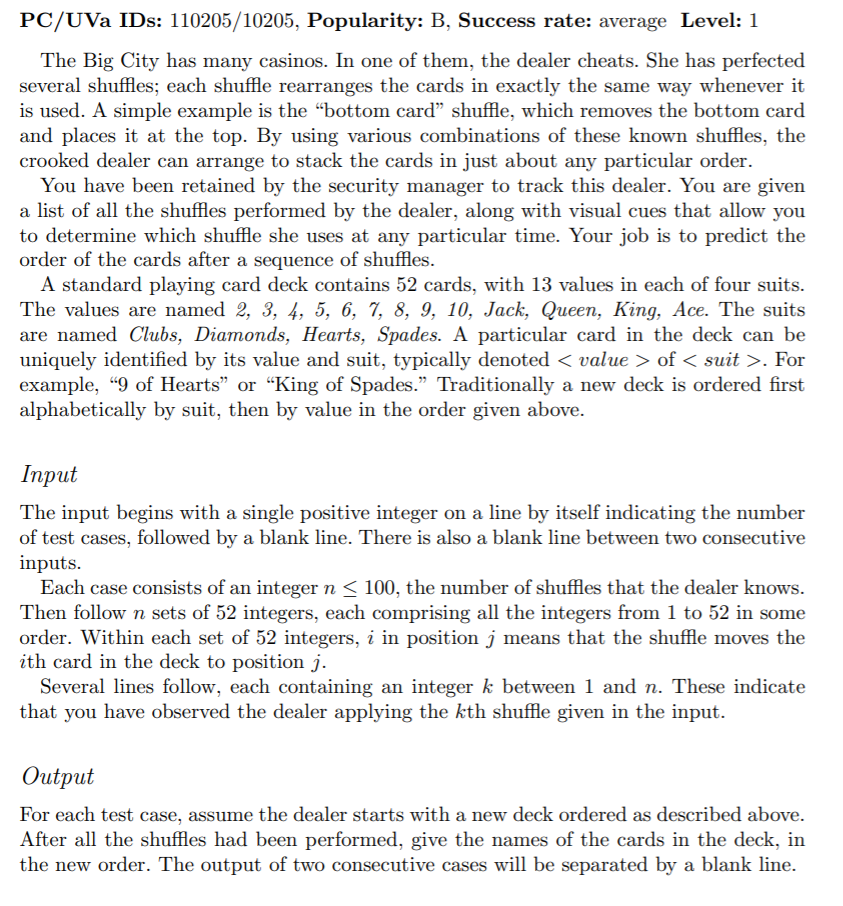 PC/UVa IDs: 110205/10205, Popularity: B, Success rate: average Level: 1
The Big City has many casinos. In one of them, the dealer cheats. She has perfected
several shuffles; each shuffle rearranges the cards in exactly the same way whenever it
is used. A simple example is the “bottom card” shuffle, which removes the bottom card
and places it at the top. By using various combinations of these known shuffles, the
crooked dealer can arrange to stack the cards in just about any particular order.
You have been retained by the security manager to track this dealer. You are given
a list of all the shuffles performed by the dealer, along with visual cues that allow you
to determine which shuffle she uses at any particular time. Your job is to predict the
order of the cards after a sequence of shuffles.
A standard playing card deck contains 52 cards, with 13 values in each of four suits.
The values are named 2, 3, 4, 5, 6, 7, 8, 9, 10, Jack, Queen, King, Ace. The suits
are named Clubs, Diamonds, Hearts, Spades. A particular card in the deck can be
uniquely identified by its value and suit, typically denoted < value > of < suit >. For
example, “9 of Hearts” or “King of Spades.” Traditionally a new deck is ordered first
alphabetically by suit, then by value in the order given above.
Input
The input begins with a single positive integer on a line by itself indicating the number
of test cases, followed by a blank line. There is also a blank line between two consecutive
inputs.
Each case consists of an integer n ≤ 100, the number of shuffles that the dealer knows.
Then follow n sets of 52 integers, each comprising all the integers from 1 to 52 in some
order. Within each set of 52 integers, i in position j means that the shuffle moves the
ith card in the deck to position j.
Several lines follow, each containing an integer k between 1 and n. These indicate
that you have observed the dealer applying the kth shuffle given in the input.
Output
For each test case, assume the dealer starts with a new deck ordered as described above.
After all the shuffles had been performed, give the names of the cards in the deck, in
the new order. The output of two consecutive cases will be separated by a blank line.